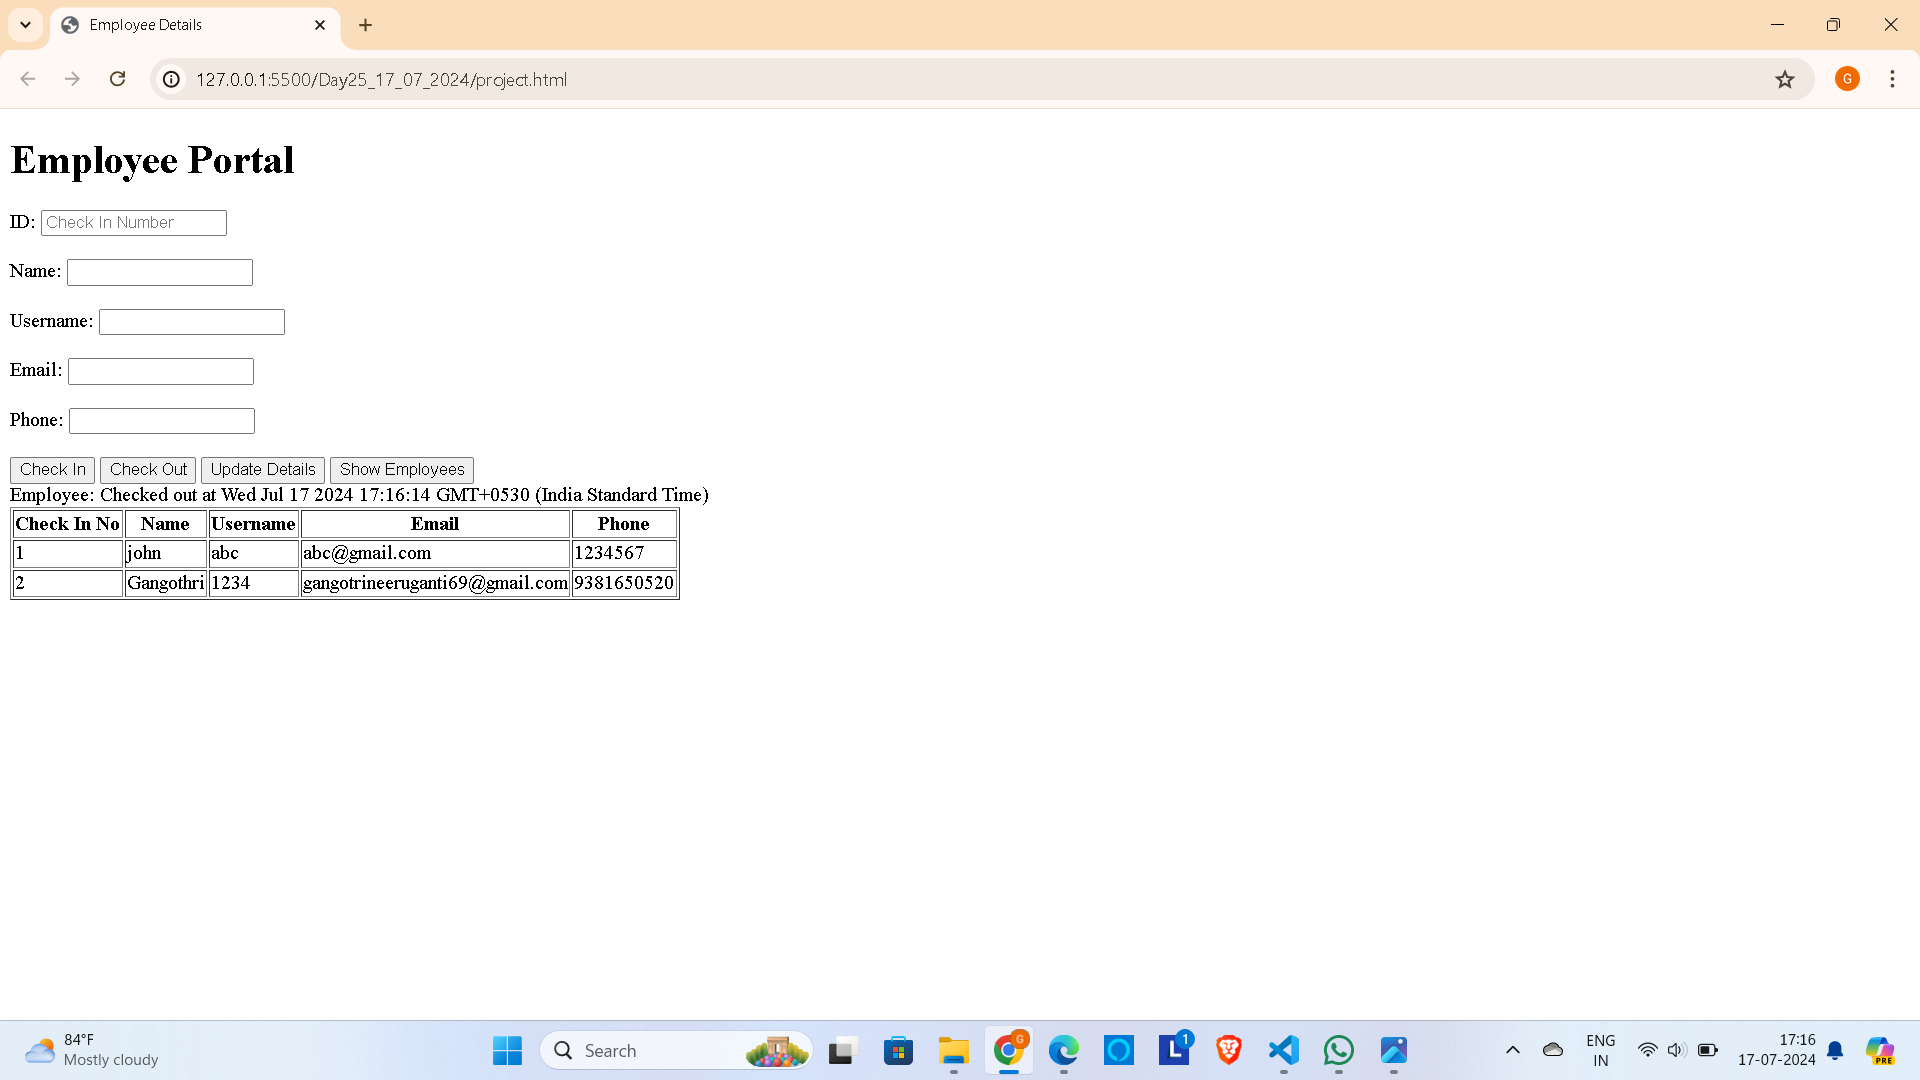 Employee Details
127.0.0.1:5500/Day25_17_07_2024/project.html
G
Employee Portal
ID: Check In Number
Name:
Username:
Email:
Phone:
Check In Check Out Update Details Show Employees
Employee: Checked out at Wed Jul 17 2024 17:16:14 GMT+0530 (India Standard Time)
Check In No Name Username Email Phone
1 john abc abc@gmail.com 1234567
2 Gangothri 1234 gangotrineeruganti69@gmail.com 9381650520
84°F
Mostly cloudy
Search
G
L 1
ENG
IN
17:16
17-07-2024
PRE